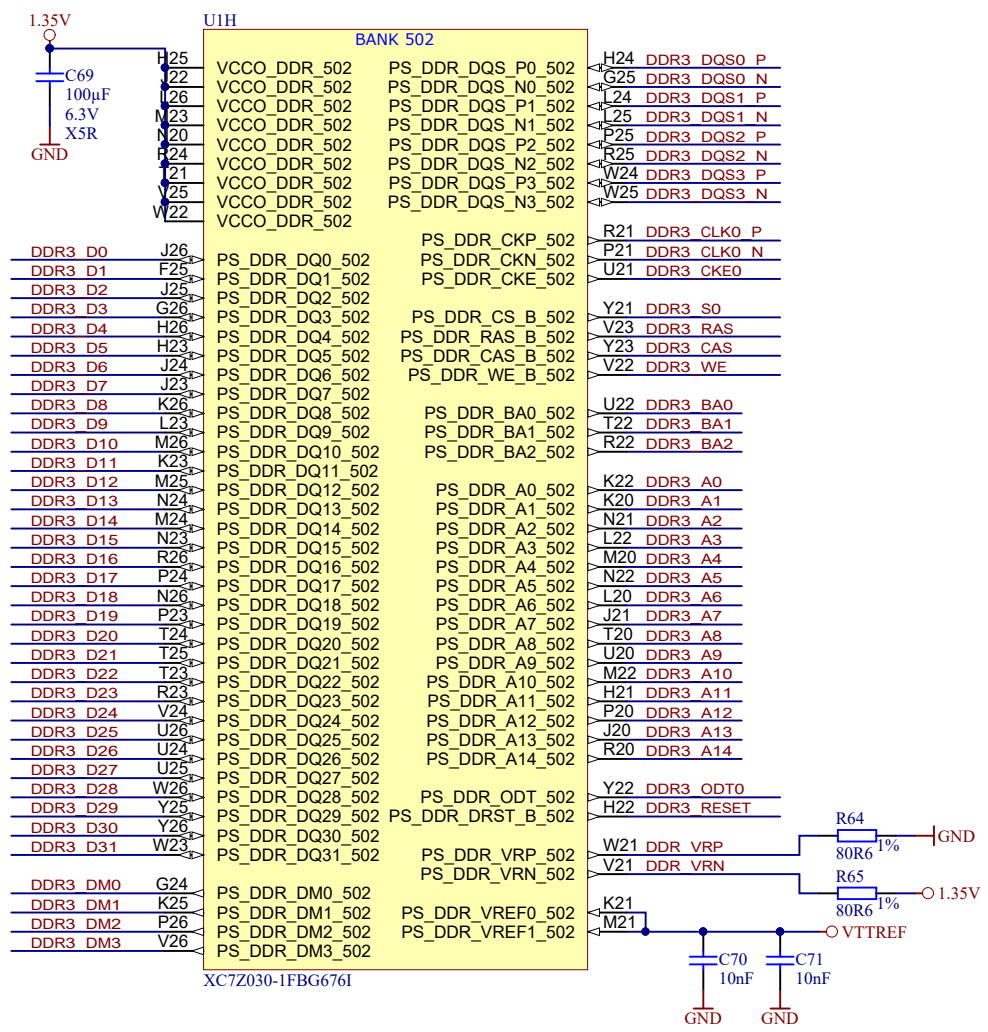 1.35V
U1H
BANK 502
C69
100µF
6.3V
X5R
GND
H25 VCCO_DDR_502
J22 VCCO_DDR_502
L26 VCCO_DDR_502
M23 VCCO_DDR_502
N20 VCCO_DDR_502
R24 VCCO_DDR_502
T21 VCCO_DDR_502
V25 VCCO_DDR_502
W22 VCCO_DDR_502
DDR3_D0 J26 PS_DDR_DQ0_502
DDR3_D1 F25 PS_DDR_DQ1_502
DDR3_D2 J25 PS_DDR_DQ2_502
DDR3_D3 G26 PS_DDR_DQ3_502
DDR3_D4 H26 PS_DDR_DQ4_502
DDR3_D5 H23 PS_DDR_DQ5_502
DDR3_D6 J24 PS_DDR_DQ6_502
DDR3_D7 J23 PS_DDR_DQ7_502
DDR3_D8 K26 PS_DDR_DQ8_502
DDR3_D9 L23 PS_DDR_DQ9_502
DDR3_D10 M26 PS_DDR_DQ10_502
DDR3_D11 K23 PS_DDR_DQ11_502
DDR3_D12 M25 PS_DDR_DQ12_502
DDR3_D13 N24 PS_DDR_DQ13_502
DDR3_D14 M24 PS_DDR_DQ14_502
DDR3_D15 N23 PS_DDR_DQ15_502
DDR3_D16 R26 PS_DDR_DQ16_502
DDR3_D17 P24 PS_DDR_DQ17_502
DDR3_D18 N26 PS_DDR_DQ18_502
DDR3_D19 P23 PS_DDR_DQ19_502
DDR3_D20 T24 PS_DDR_DQ20_502
DDR3_D21 T25 PS_DDR_DQ21_502
DDR3_D22 T23 PS_DDR_DQ22_502
DDR3_D23 R23 PS_DDR_DQ23_502
DDR3_D24 V24 PS_DDR_DQ24_502
DDR3_D25 U26 PS_DDR_DQ25_502
DDR3_D26 U24 PS_DDR_DQ26_502
DDR3_D27 U25 PS_DDR_DQ27_502
DDR3_D28 W26 PS_DDR_DQ28_502
DDR3_D29 Y25 PS_DDR_DQ29_502
DDR3_D30 Y26 PS_DDR_DQ30_502
DDR3_D31 W23 PS_DDR_DQ31_502
DDR3_DM0 G24 PS_DDR_DM0_502
DDR3_DM1 K25 PS_DDR_DM1_502
DDR3_DM2 P26 PS_DDR_DM2_502
DDR3_DM3 V26 PS_DDR_DM3_502
PS_DDR_DQS_P0_502 H24 DDR3_DQS0_P
PS_DDR_DQS_N0_502 G25 DDR3_DQS0_N
PS_DDR_DQS_P1_502 L24 DDR3_DQS1_P
PS_DDR_DQS_N1_502 L25 DDR3_DQS1_N
PS_DDR_DQS_P2_502 P25 DDR3_DQS2_P
PS_DDR_DQS_N2_502 R25 DDR3_DQS2_N
PS_DDR_DQS_P3_502 W24 DDR3_DQS3_P
PS_DDR_DQS_N3_502 W25 DDR3_DQS3_N
PS_DDR_CKP_502 R21 DDR3_CLK0_P
PS_DDR_CKN_502 P21 DDR3_CLK0_N
PS_DDR_CKE_502 U21 DDR3_CKE0
PS_DDR_CS_B_502 Y21 DDR3_S0
PS_DDR_RAS_B_502 V23 DDR3_RAS
PS_DDR_CAS_B_502 Y23 DDR3_CAS
PS_DDR_WE_B_502 V22 DDR3_WE
PS_DDR_BA0_502 U22 DDR3_BA0
PS_DDR_BA1_502 T22 DDR3_BA1
PS_DDR_BA2_502 R22 DDR3_BA2
PS_DDR_A0_502 K22 DDR3_A0
PS_DDR_A1_502 K20 DDR3_A1
PS_DDR_A2_502 N21 DDR3_A2
PS_DDR_A3_502 L22 DDR3_A3
PS_DDR_A4_502 M20 DDR3_A4
PS_DDR_A5_502 N22 DDR3_A5
PS_DDR_A6_502 L20 DDR3_A6
PS_DDR_A7_502 J21 DDR3_A7
PS_DDR_A8_502 T20 DDR3_A8
PS_DDR_A9_502 U20 DDR3_A9
PS_DDR_A10_502 M22 DDR3_A10
PS_DDR_A11_502 H21 DDR3_A11
PS_DDR_A12_502 P20 DDR3_A12
PS_DDR_A13_502 J20 DDR3_A13
PS_DDR_A14_502 R20 DDR3_A14
PS_DDR_ODT_502 Y22 DDR3_ODT0
PS_DDR_DRST_B_502 H22 DDR3_RESET
PS_DDR_VRP_502 W21 DDR_VRP
PS_DDR_VRN_502 V21 DDR_VRN
PS_DDR_VREF0_502 K21
PS_DDR_VREF1_502 M21
R64
80R6 1%
GND
R65
80R6 1%
1.35V
VTTREF
C70
10nF
GND
C71
10nF
GND
XC7Z030-1FBG676I